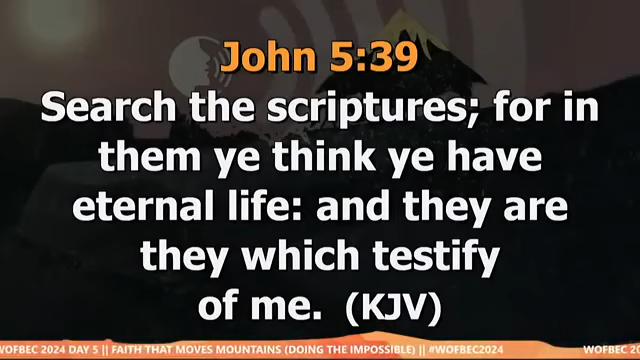 John 5:39
Search the scriptures; for in
them ye think ye have
eternal life: and they are
they which testify
of me. (KJV)
WOFBEC 2024 DAY 5 || FAITH THAT MOVES MOUNTAINS (DOING THE IMPOSSIBLE) || #WOFBEC2024 WOFBEC 20